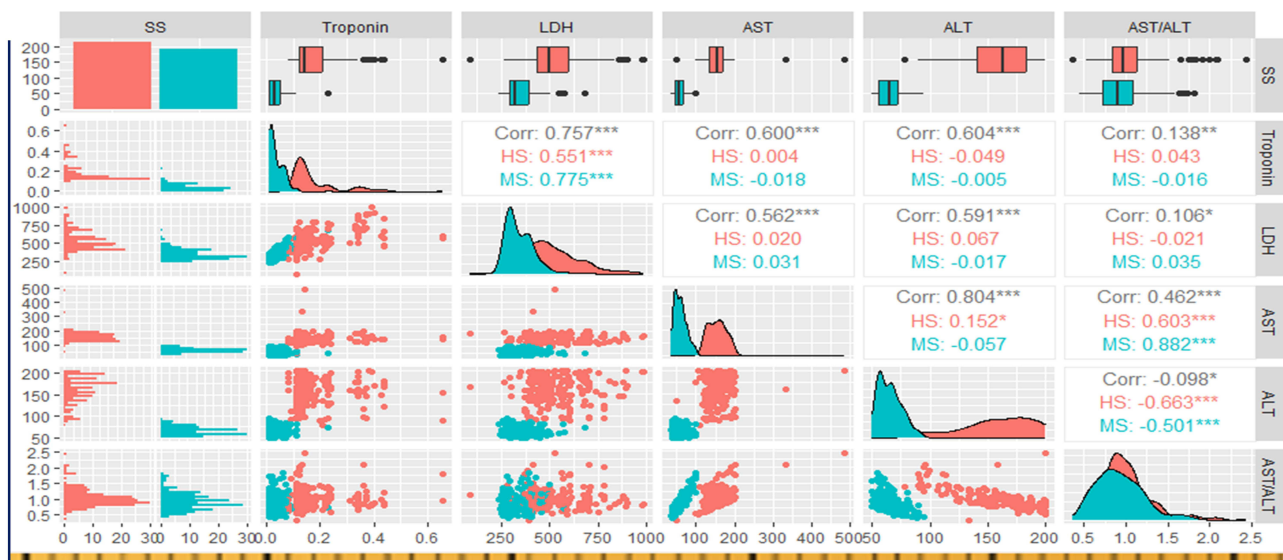 SS Troponin LDH AST ALT AST/ALT
200
150
100
50
0
SS
0.6
0.4
0.2
0.0
Corr: 0.757*** Corr: 0.600*** Corr: 0.604*** Corr: 0.138**
HS: 0.551*** HS: 0.004 HS: -0.049 HS: 0.043
MS: 0.775*** MS: -0.018 MS: -0.005 MS: -0.016
Troponin
1000
750
500
250
Corr: 0.562*** Corr: 0.591*** Corr: 0.106*
HS: 0.020 HS: 0.067 HS: -0.021
MS: 0.031 MS: -0.017 MS: 0.035
LDH
500
400
300
200
100
Corr: 0.804*** Corr: 0.462***
HS: 0.152* HS: 0.603***
MS: -0.057 MS: 0.882***
AST
200
150
100
50
Corr: -0.098*
HS: -0.663***
MS: -0.501***
ALT
2.5
2.0
1.5
1.0
0.5
AST/ALT
0 10 20 30 0 10 20 30 0.0 0.2 0.4 0.6 250 500 750 1000 100 200 300 400 500 50 100 150 200 0.5 1.0 1.5 2.0 2.5